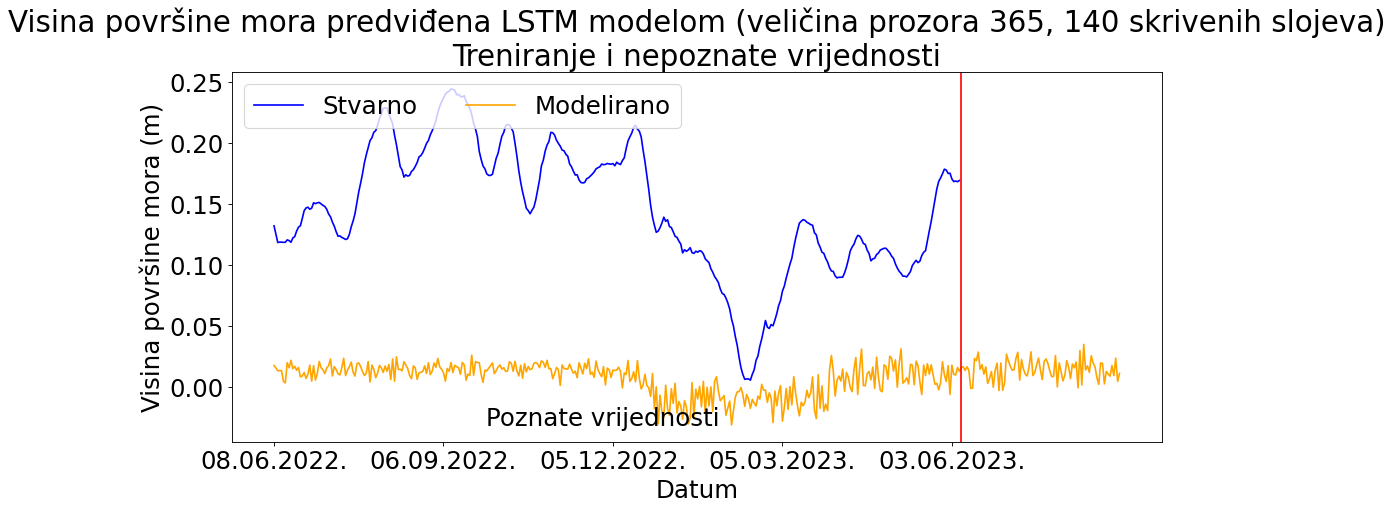 Visina površine mora predviđena LSTM modelom (veličina prozora 365, 140 skrivenih slojeva)
Treniranje i nepoznate vrijednosti
Stvarno
Modelirano
Visina površine mora (m)
0.25
0.20
0.15
0.10
0.05
0.00
Poznate vrijednosti
08.06.2022.
06.09.2022.
05.12.2022.
05.03.2023.
03.06.2023.
Datum